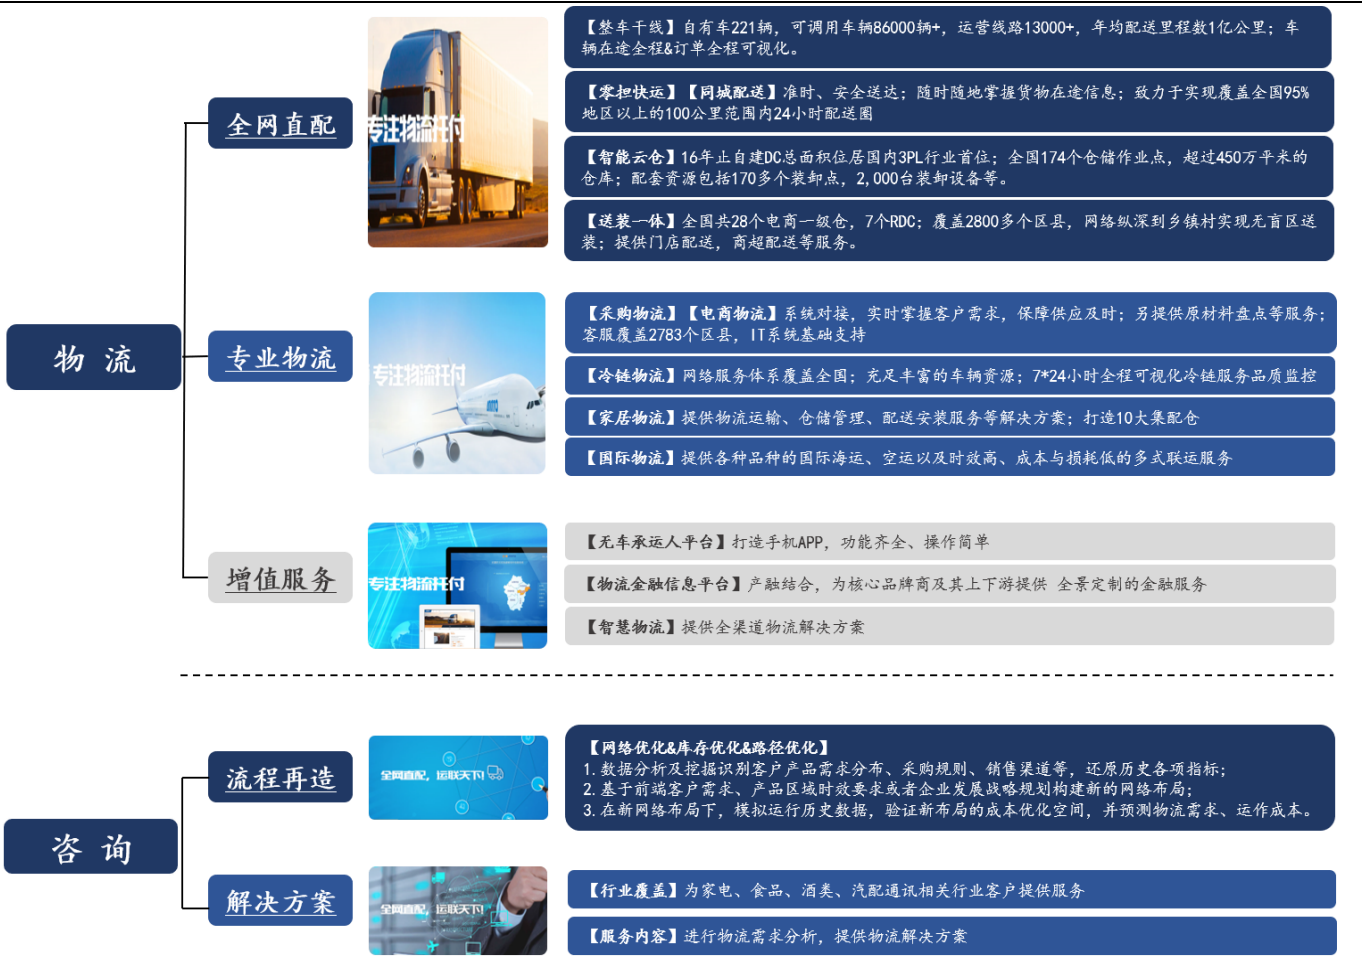 物 流
全网直配
专注物流托付
【整车干线】自有车221辆，可调用车辆86000辆+，运营线路13000+，年均配送里程数1亿公里；车
辆在途全程&订单全程可视化。
【零担快运】【同城配送】准时、安全送达；随时随地掌握货物在途信息；致力于实现覆盖全国95%
地区以上的100公里范围内24小时配送圈
【智能云仓】16年止自建DC总面积位居国内3PL行业首位；全国174个仓储作业点，超过450万平米的
仓库；配套资源包括170多个装卸点，2,000台装卸设备等。
【送装一体】全国共28个电商一级仓，7个RDC；覆盖2800多个区县，网络纵深到乡镇村实现无盲区送
装；提供门店配送，商超配送等服务。
专业物流
专注物流托付
【采购物流】【电商物流】系统对接，实时掌握客户需求，保障供应及时；另提供原材料盘点等服务；
客服覆盖2783个区县，IT系统基础支持
【冷链物流】网络服务体系覆盖全国；充足丰富的车辆资源；7*24小时全程可视化冷链服务品质监控
【家居物流】提供物流运输、仓储管理、配送安装服务等解决方案；打造10大集配仓
【国际物流】提供各种品种的国际海运、空运以及时效高、成本与损耗低的多式联运服务
增值服务
专注物流托付
【无车承运人平台】打造手机APP，功能齐全、操作简单
【物流金融信息平台】产融结合，为核心品牌商及其上下游提供 全景定制的金融服务
【智慧物流】提供全渠道物流解决方案
咨 询
流程再造
全网直配，运联天下!
【网络优化&库存优化&路径优化】
1.数据分析及挖掘识别客户产品需求分布、采购规则、销售渠道等，还原历史各项指标；
2.基于前端客户需求、产品区域时效要求或者企业发展战略规划构建新的网络布局；
3.在新网络布局下，模拟运行历史数据，验证新布局的成本优化空间，并预测物流需求、运作成本。
解决方案
全网直配，运联天下!
【行业覆盖】为家电、食品、酒类、汽配通讯相关行业客户提供服务
【服务内容】进行物流需求分析，提供物流解决方案